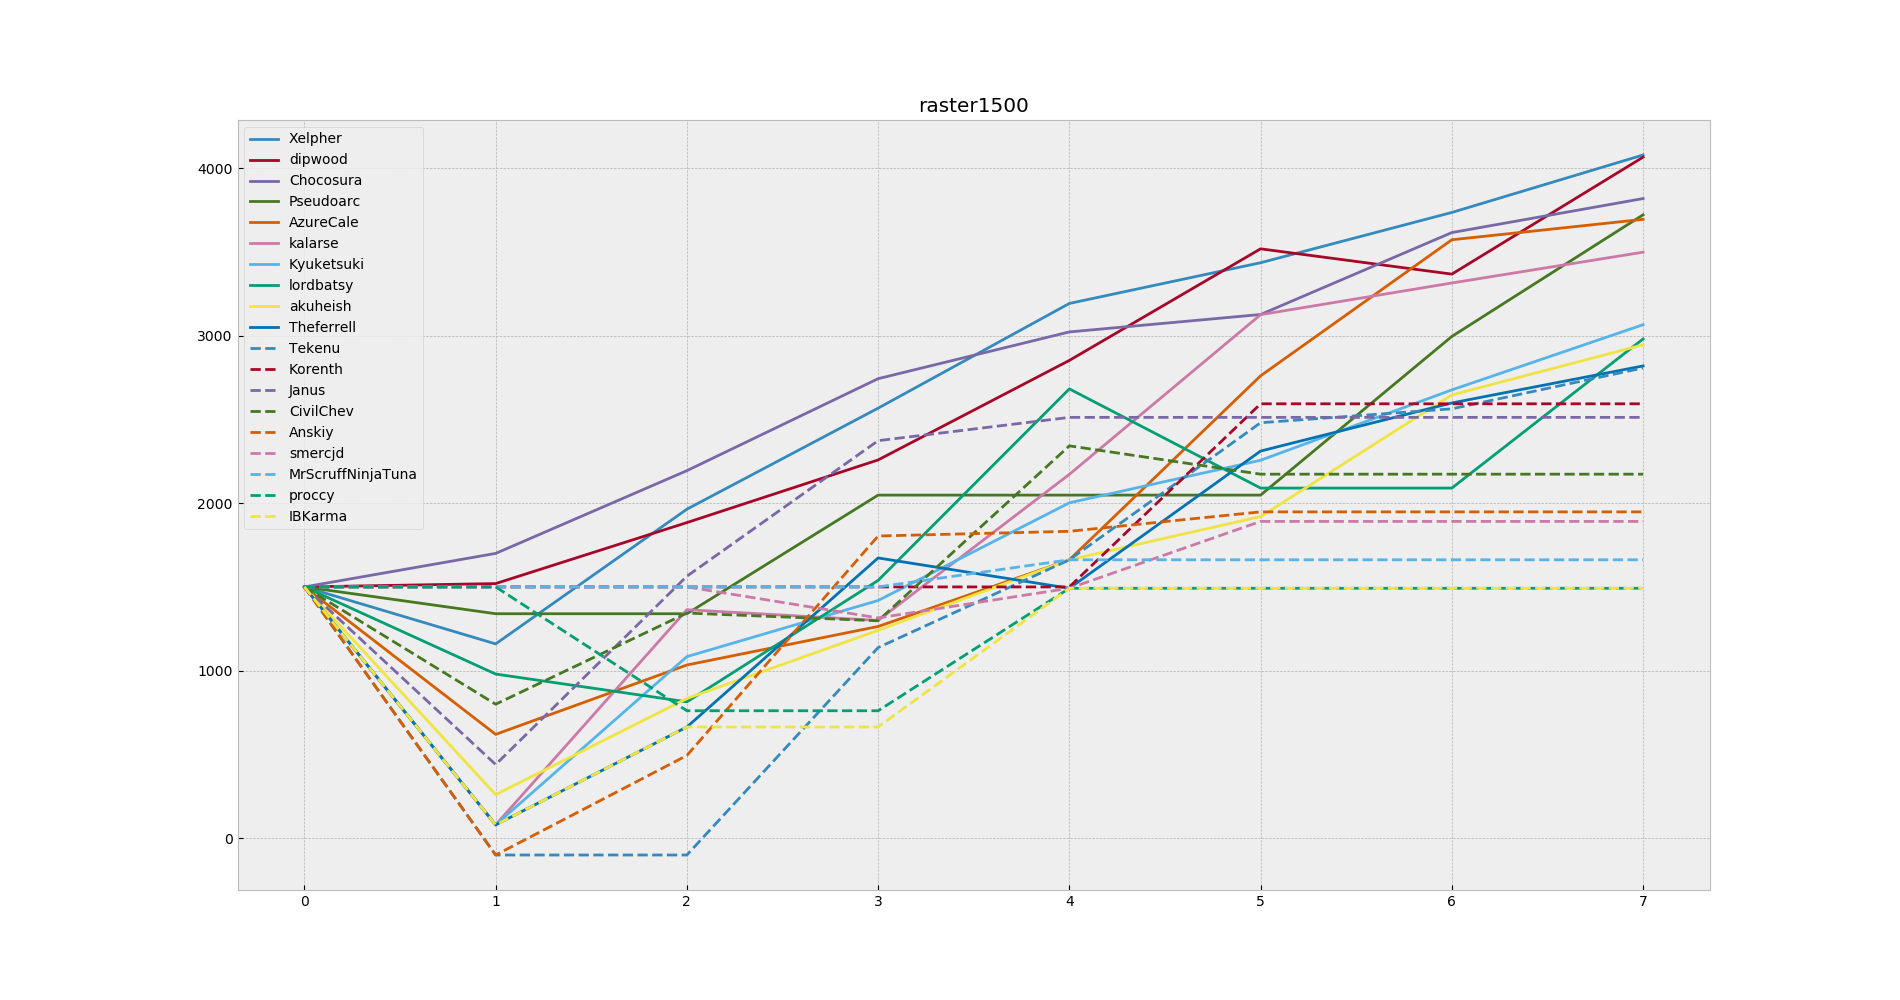 raster1500
Xelpher
dipwood
Chocosura
Pseudoarc
AzureCale
kalarse
Kyuketsuki
lordbatsy
akuheish
Theferrell
Tekenu
Korenth
Janus
CivilChev
Anskiy
smercjd
MrScruffNinjaTuna
proccy
IBKarma
4000
3000
2000
1000
0
0 1 2 3 4 5 6 7